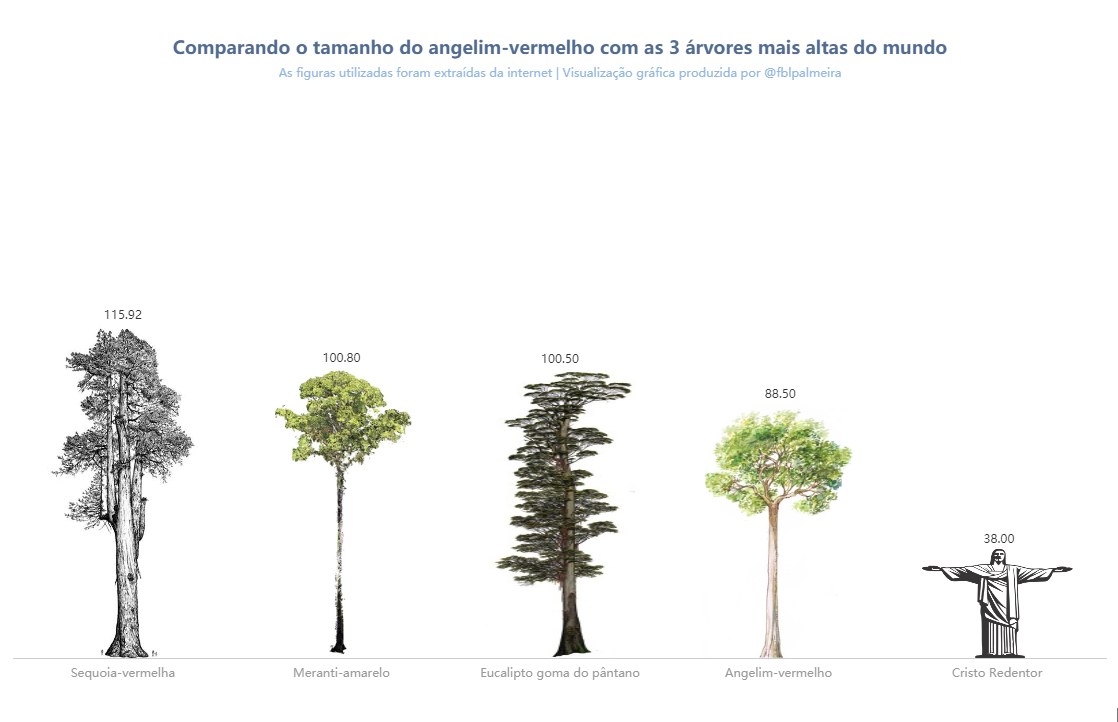 Comparando o tamanho do angelim-vermelho com as 3 árvores mais altas do mundo
As figuras utilizadas foram extraídas da internet | Visualização gráfica produzida por @fblpalmeira
115.92
100.80
100.50
88.50
38.00
Sequoia-vermelha
Meranti-amarelo
Eucalipto goma do pântano
Angelim-vermelho
Cristo Redentor